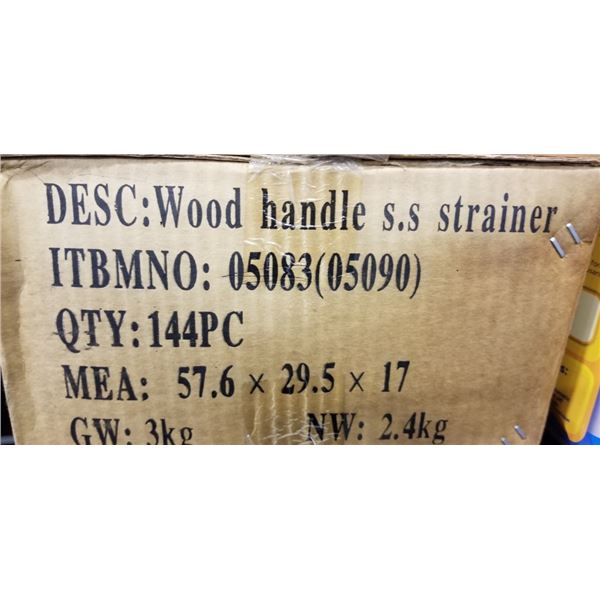 DESC:Wood handle s.s strainer
ITBMNO: 05083(05090)
QTY:144PC
MEA: 57.6 × 29.5 × 17
GW: 3kg NW: 2.4kg